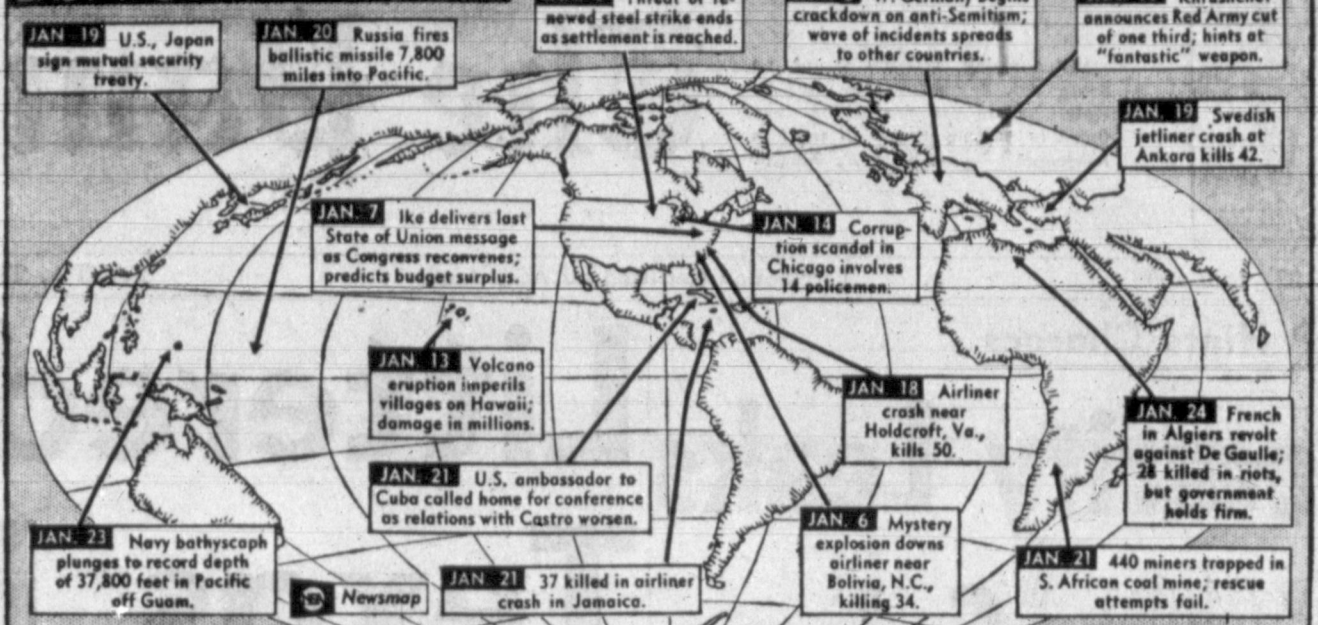 newed steel strike ends
as settlement is reached.
crackdown on anti-Semitism;
wave of incidents spreads
to other countries.
announces Red Army cut
of one third; hints at
"fantastic" weapon.
JAN. 19 U.S., Japan
sign mutual security
treaty.
JAN. 20 Russia fires
ballistic missile 7,800
miles into Pacific.
JAN. 19 Swedish
jetliner crash at
Ankara kills 42.
JAN. 7 Ike delivers last
State of Union message
as Congress reconvenes;
predicts budget surplus.
JAN. 14 Corrup-
tion scandal in
Chicago involves
14 policemen.
JAN. 13 Volcano
eruption imperils
villages on Hawaii;
damage in millions.
JAN. 18 Airliner
crash near
Holdcroft, Va.,
kills 50.
JAN. 24 French
in Algiers revolt
against De Gaulle;
killed in riots,
but government
holds firm.
JAN. 21 U.S. ambassador to
Cuba called home for conference
as relations with Castro worsen.
JAN. 6 Mystery
explosion downs
airliner near
Bolivia, N.C.,
killing 34.
JAN. 23 Navy bathyscaph
plunges to record depth
of 37,800 feet in Pacific
off Guam.
Newsmap
JAN. 21 37 killed in airliner
crash in Jamaica.
JAN. 21 440 miners trapped in
S. African coal mine; rescue
attempts fail.